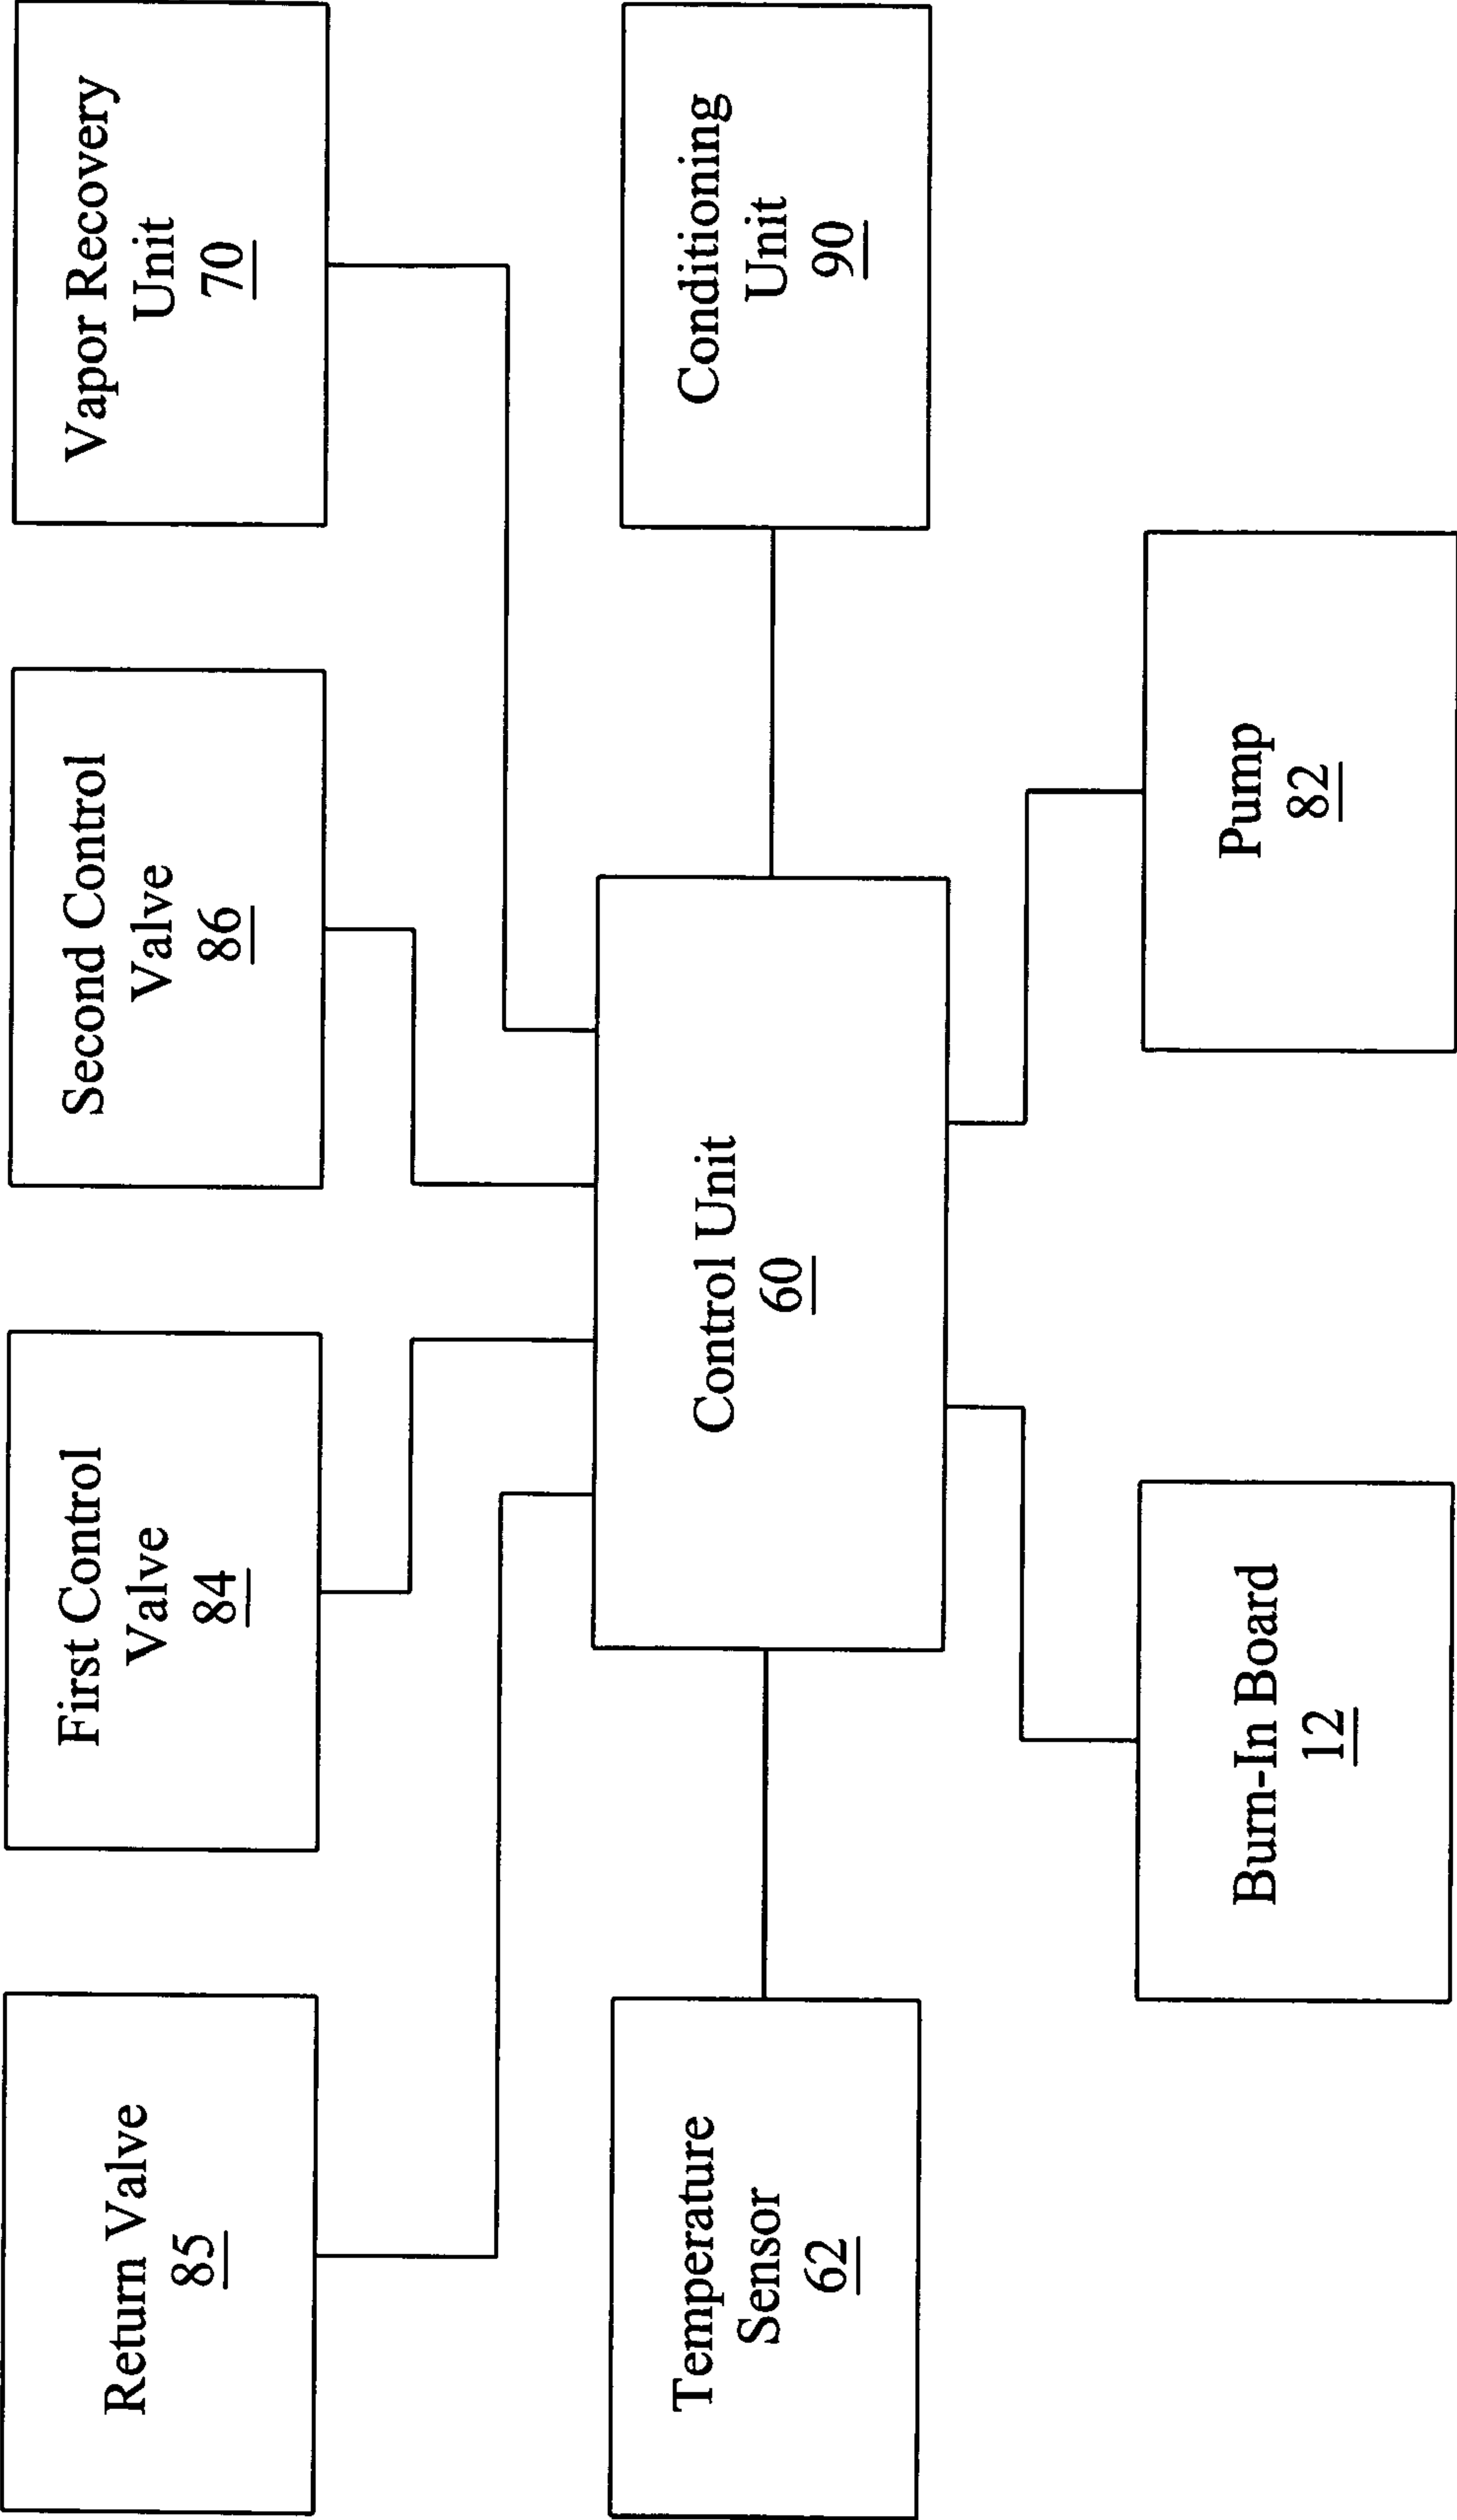 Return Valve
85
First Control
Valve
84
Second Control
Valve
86
Vapor Recovery
Unit
70
Temperature
Sensor
62
Control Unit
60
Conditioning
Unit
90
Burn-In Board
12
Pump
82